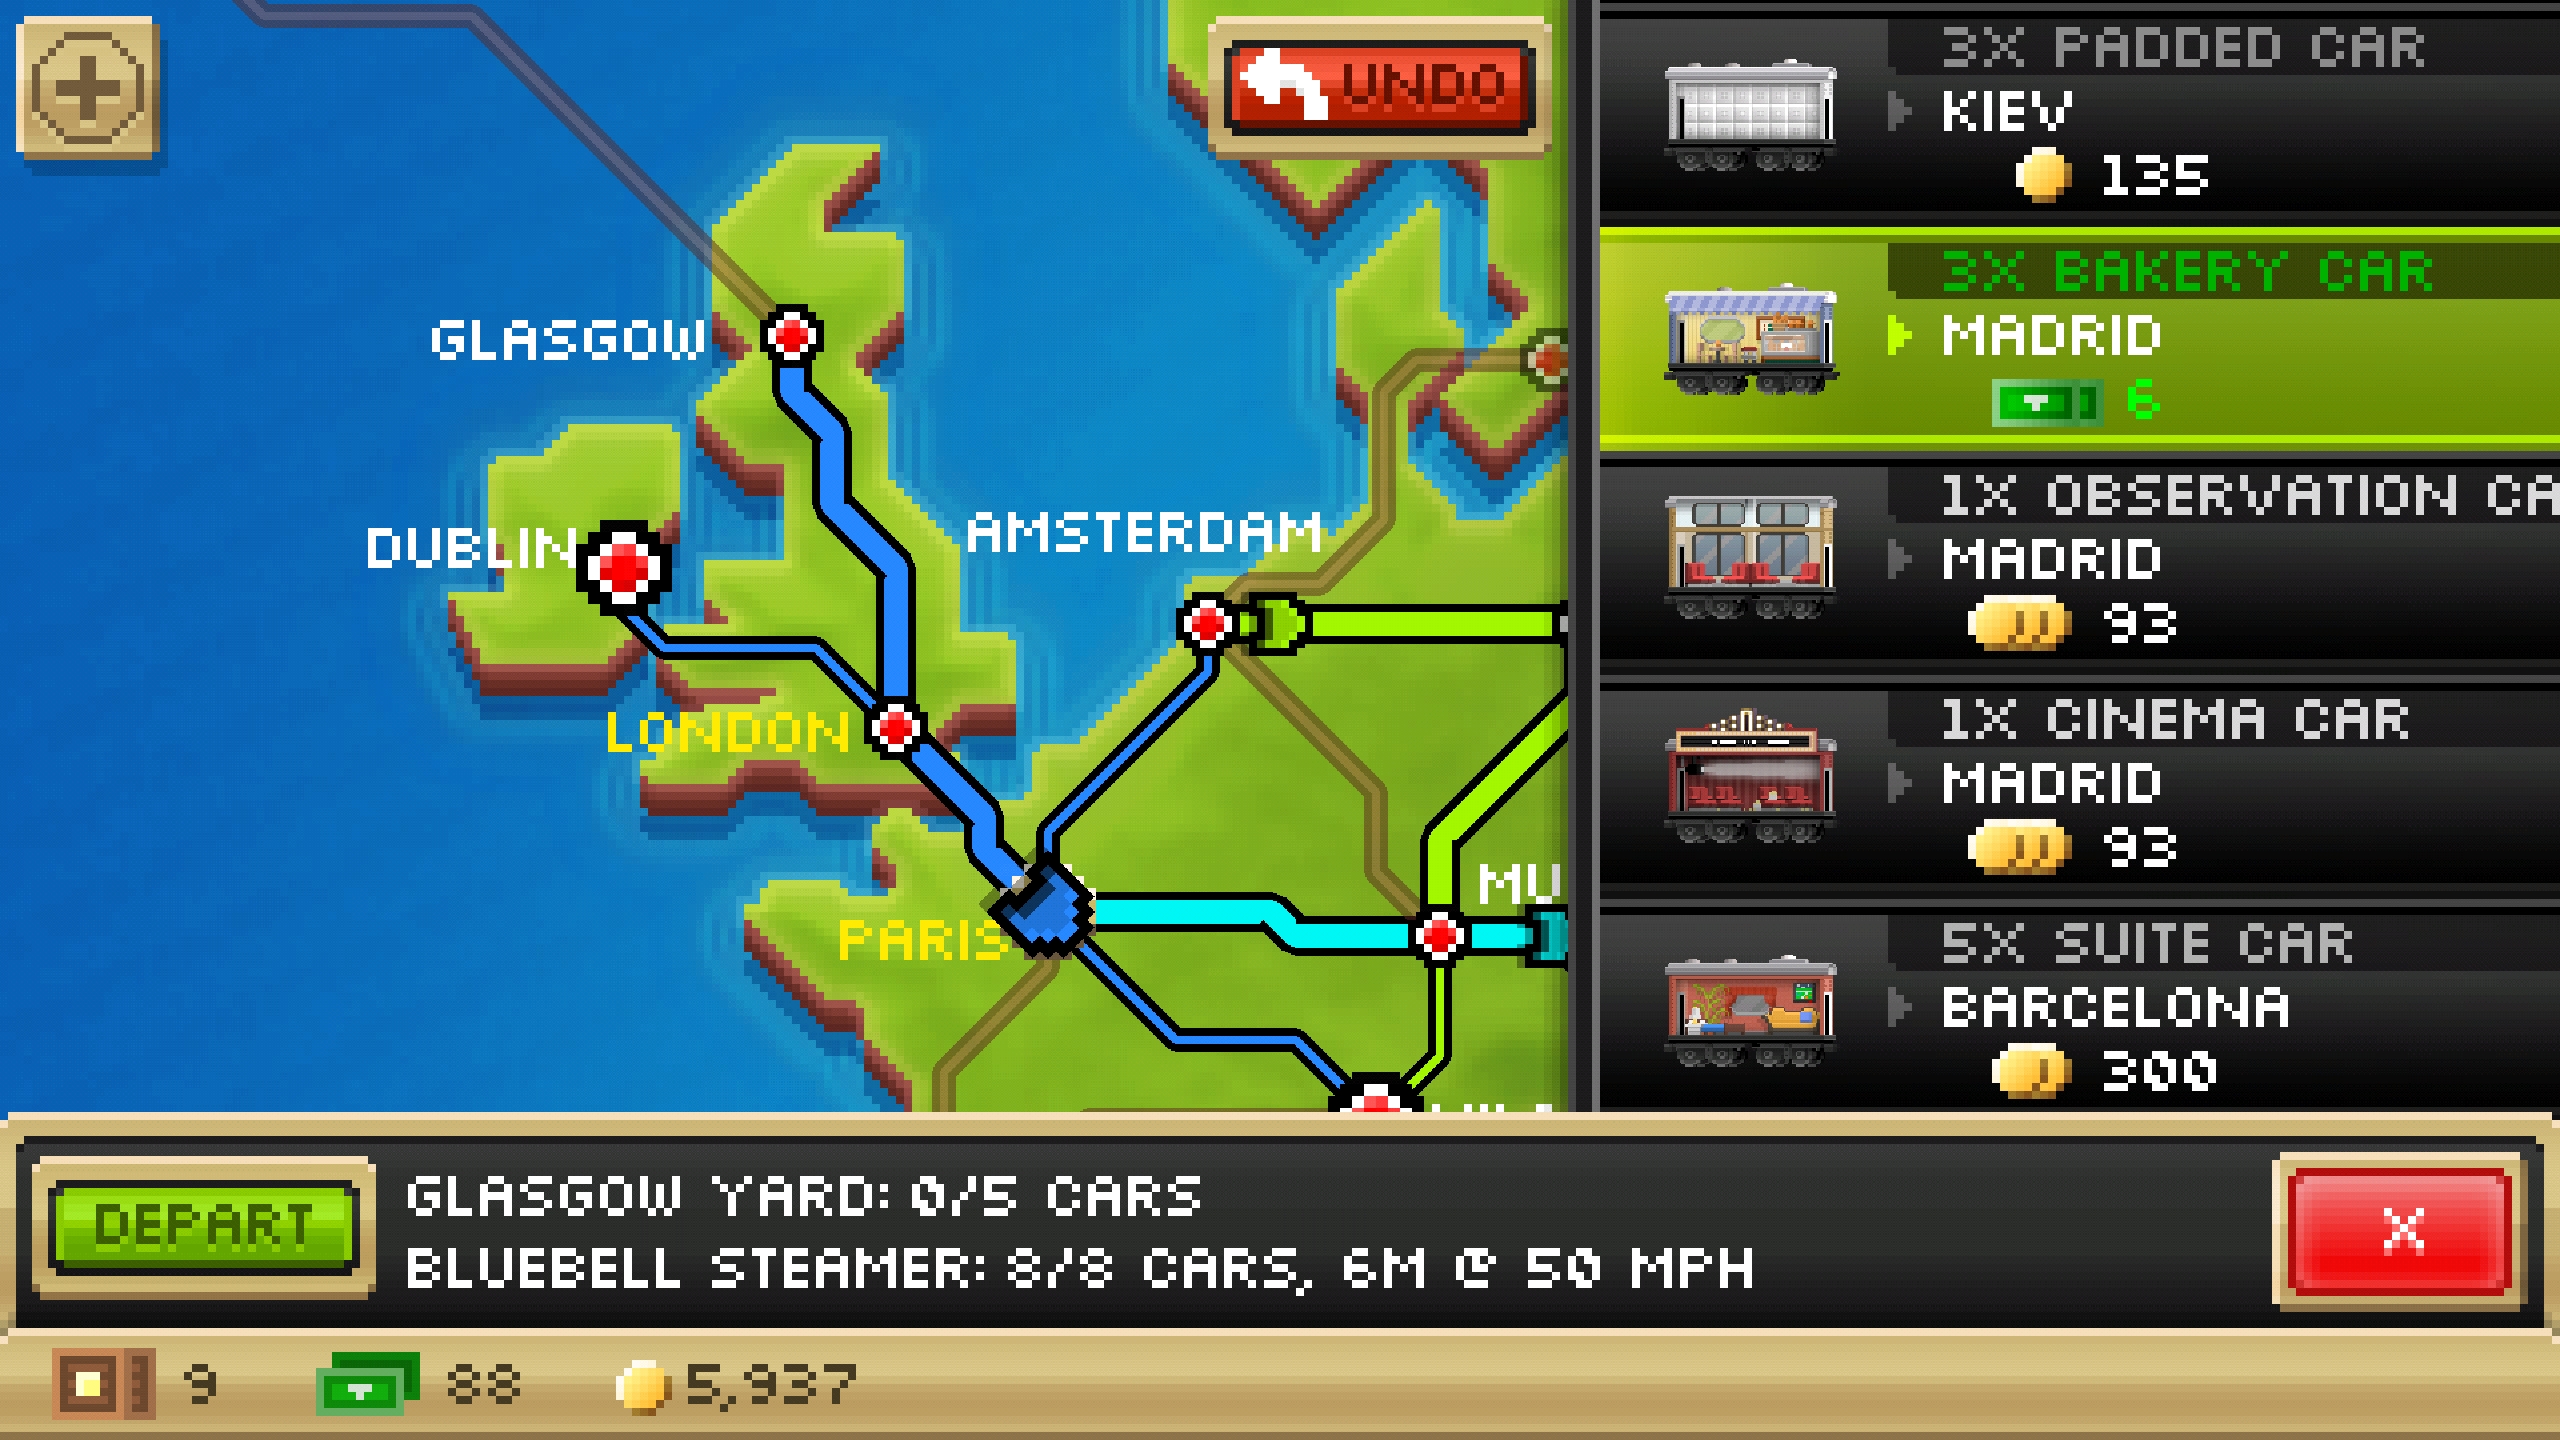 UNDO
GLASGOW
DUBLIN
AMSTERDAM
LONDON
PARIS
MU
3X PADDED CAR
KIEV
135
3X BAKERY CAR
MADRID
6
1X OBSERVATION CA
MADRID
93
1X CINEMA CAR
MADRID
93
5X SUITE CAR
BARCELONA
300
DEPART
GLASGOW YARD: 0/5 CARS
BLUEBELL STEAMER: 8/8 CARS, 6M @ 50 MPH
X
9
88
5,937